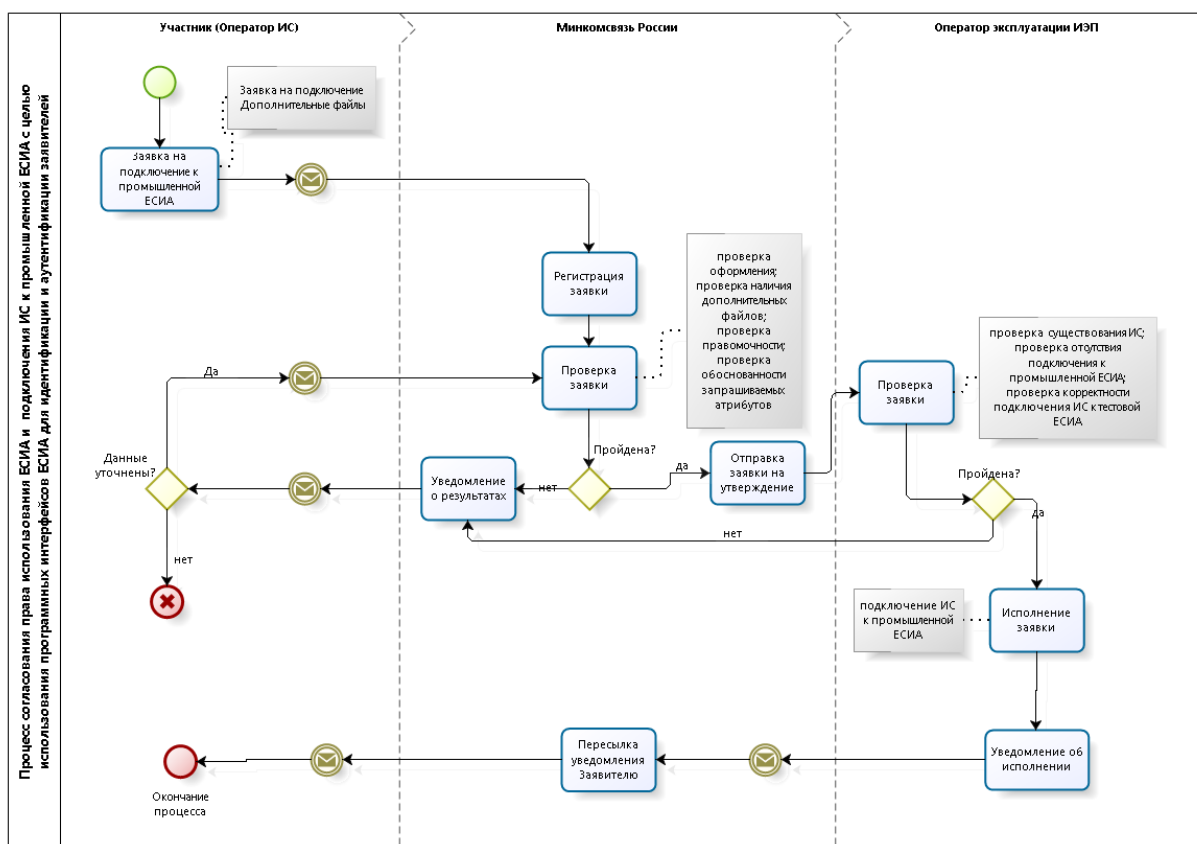 Процесс согласования права использования ЕСИА и подключения ИС к промышленной ЕСИА с целью
использования программных интерфейсов ЕСИА для идентификации и аутентификации заявителей
Участник (Оператор ИС)
Минкомсвязь России
Оператор эксплуатации ИЭП
Заявка на подключение
Дополнительные файлы
Заявка на
подключение к
промышленной
ЕСИА
Регистрация
заявки
проверка
оформления;
проверка наличия
дополнительных
файлов;
проверка
правомочности;
проверка
обоснованности
запрашиваемых
атрибутов
проверка существования ИС;
проверка отсутствия
подключения к
промышленной ЕСИА;
проверка корректности
подключения ИС к тестовой
ЕСИА
Да
Проверка
заявки
Проверка
заявки
Данные
уточнены?
Уведомление
о результатах
нет
Пройдена?
да
Отправка
заявки на
утверждение
Пройдена?
да
нет
нет
подключение ИС
к промышленной
ЕСИА
Исполнение
заявки
Окончание
процесса
Пересылка
уведомления
Заявителю
Уведомление об
исполнении